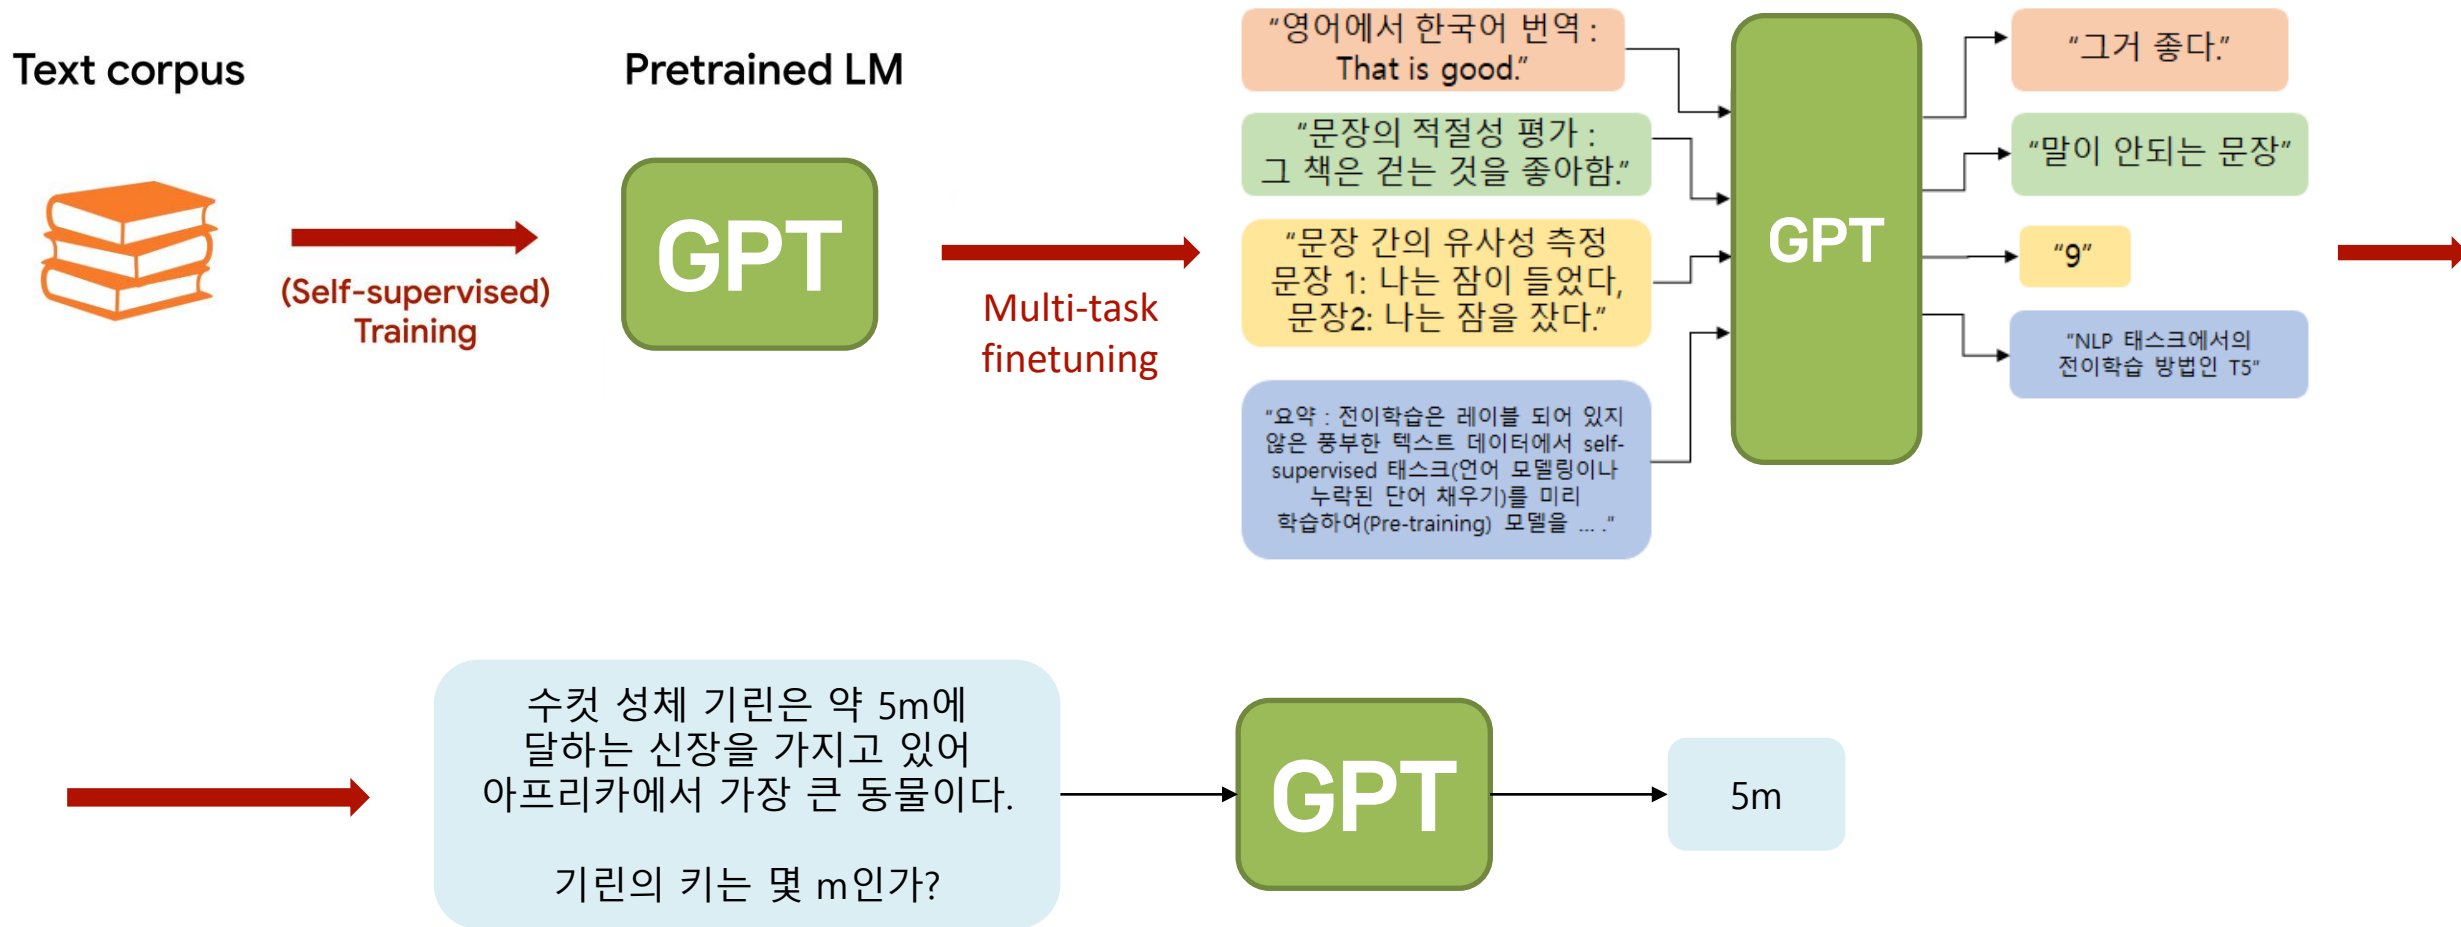 Text corpus
(Self-supervised)
Training
Pretrained LM
GPT
Multi-task
finetuning
“영어에서 한국어 번역 :
That is good.”
“문장의 적절성 평가 :
그 책은 걷는 것을 좋아함.”
“문장 간의 유사성 측정
문장 1: 나는 잠이 들었다,
문장2: 나는 잠을 잤다.”
“요약 : 전이학습은 레이블 되어 있지
않은 풍부한 텍스트 데이터에서 self-
supervised 태스크(언어 모델링이나
누락된 단어 채우기)를 미리
학습하여(Pre-training) 모델을 ... .”
GPT
“그거 좋다.”
“말이 안되는 문장”
“9”
“NLP 태스크에서의
전이학습 방법인 T5”
수컷 성체 기린은 약 5m에
달하는 신장을 가지고 있어
아프리카에서 가장 큰 동물이다.
기린의 키는 몇 m인가?
GPT
5m